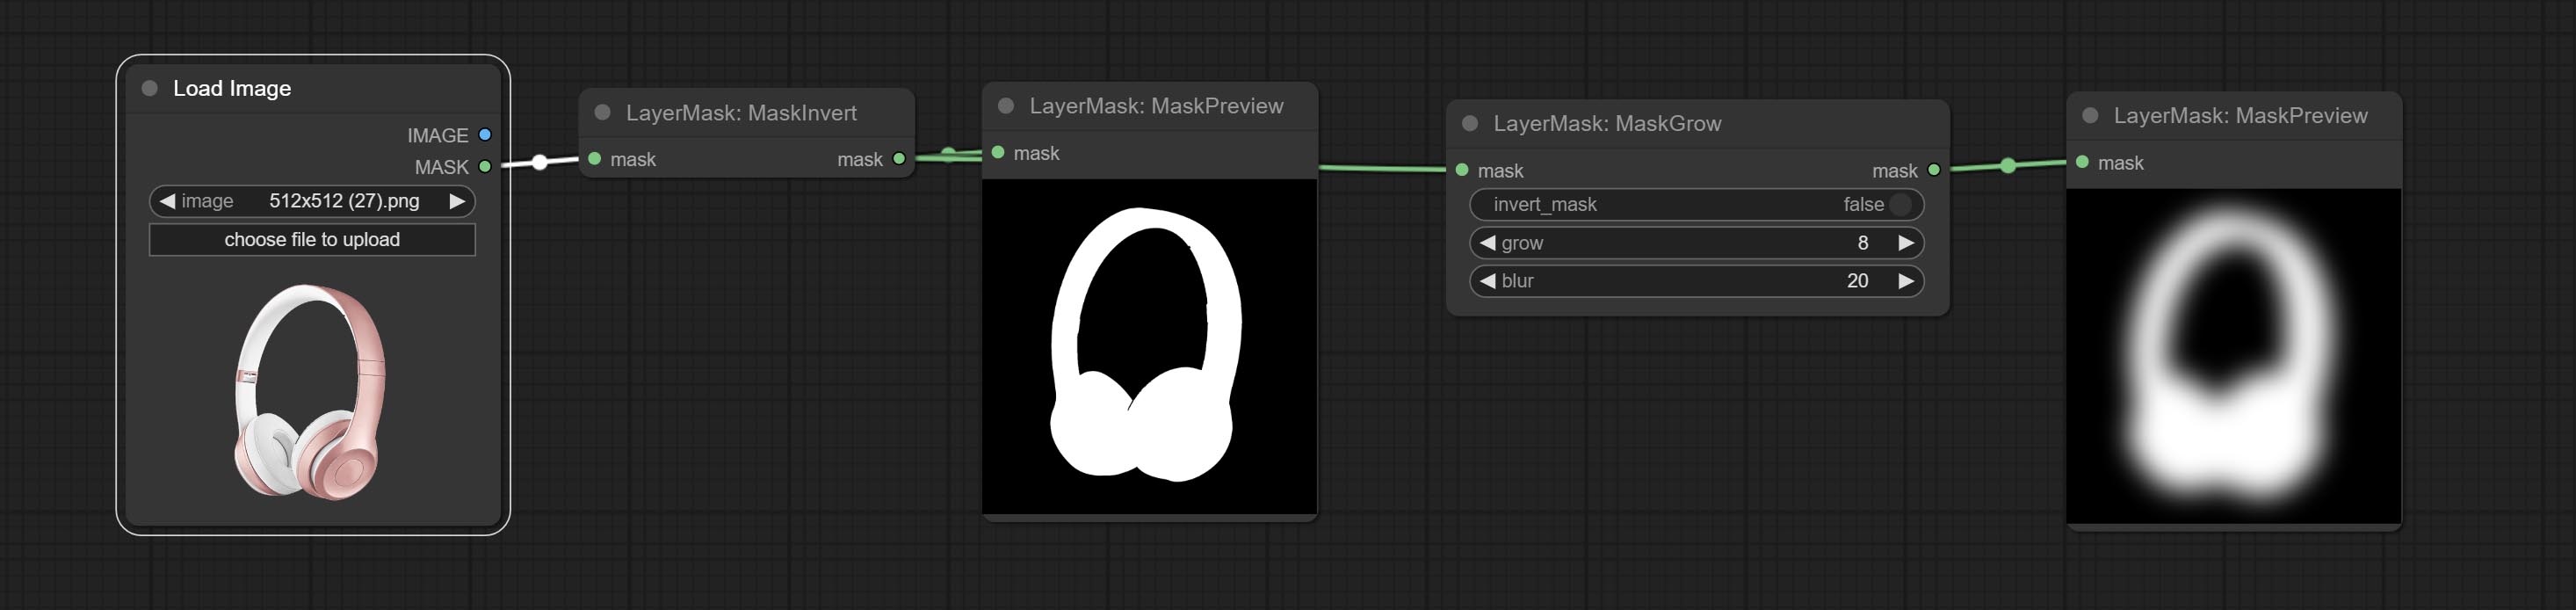 Load Image
IMAGE
MASK
image 512x512 (27).png
choose file to upload
LayerMask: MaskInvert
mask mask
LayerMask: MaskPreview
mask
LayerMask: MaskGrow
mask mask
invert_mask false
grow 8
blur 20
LayerMask: MaskPreview
mask